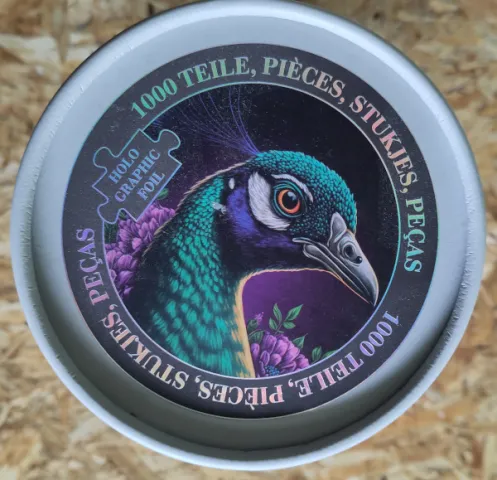 1000 TEILE, PIÈCES, STUKJES, PEÇAS
HOLO
GRAPHIC
FOIL
1000 TEILE, PIÈCES, STUKJES, PEÇAS